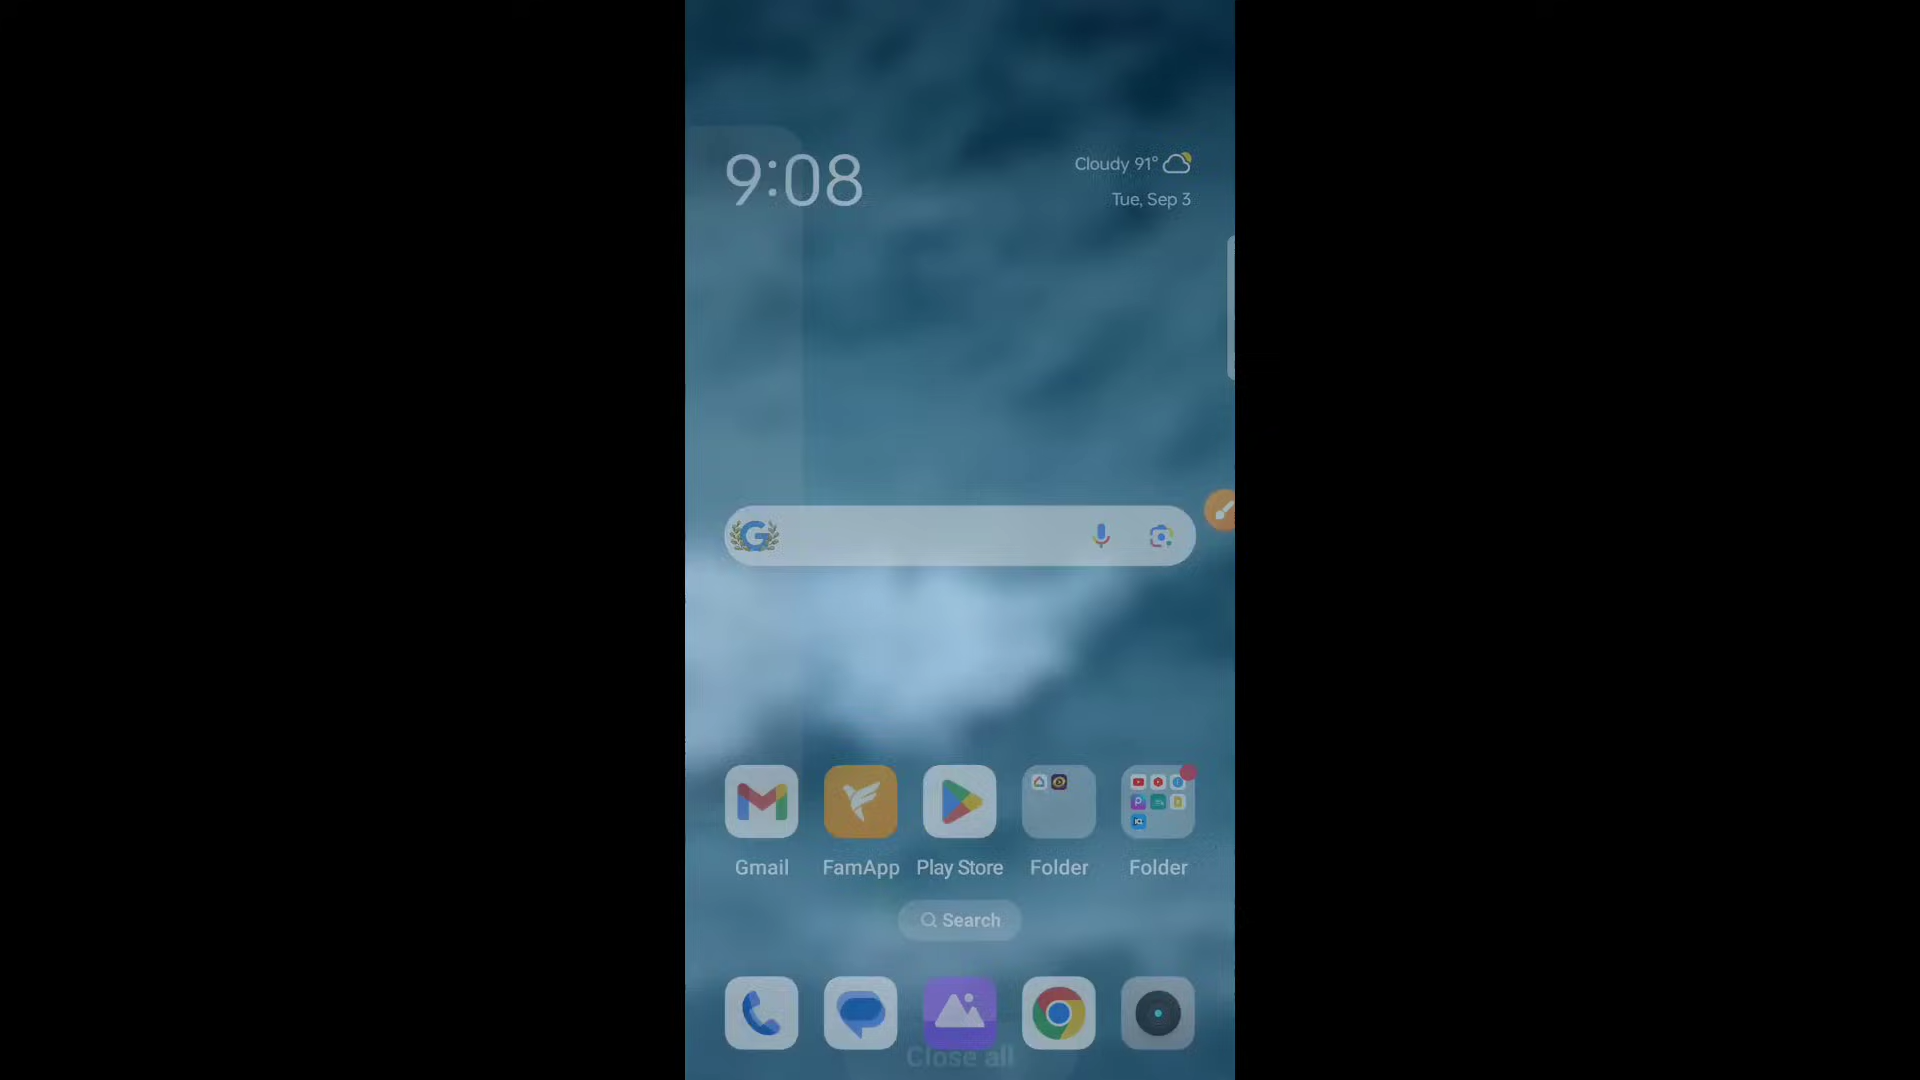 9:08
Cloudy 91°
Tue, Sep 3
Gmail
FamApp
Play Store
Folder
Folder
Search
Close all